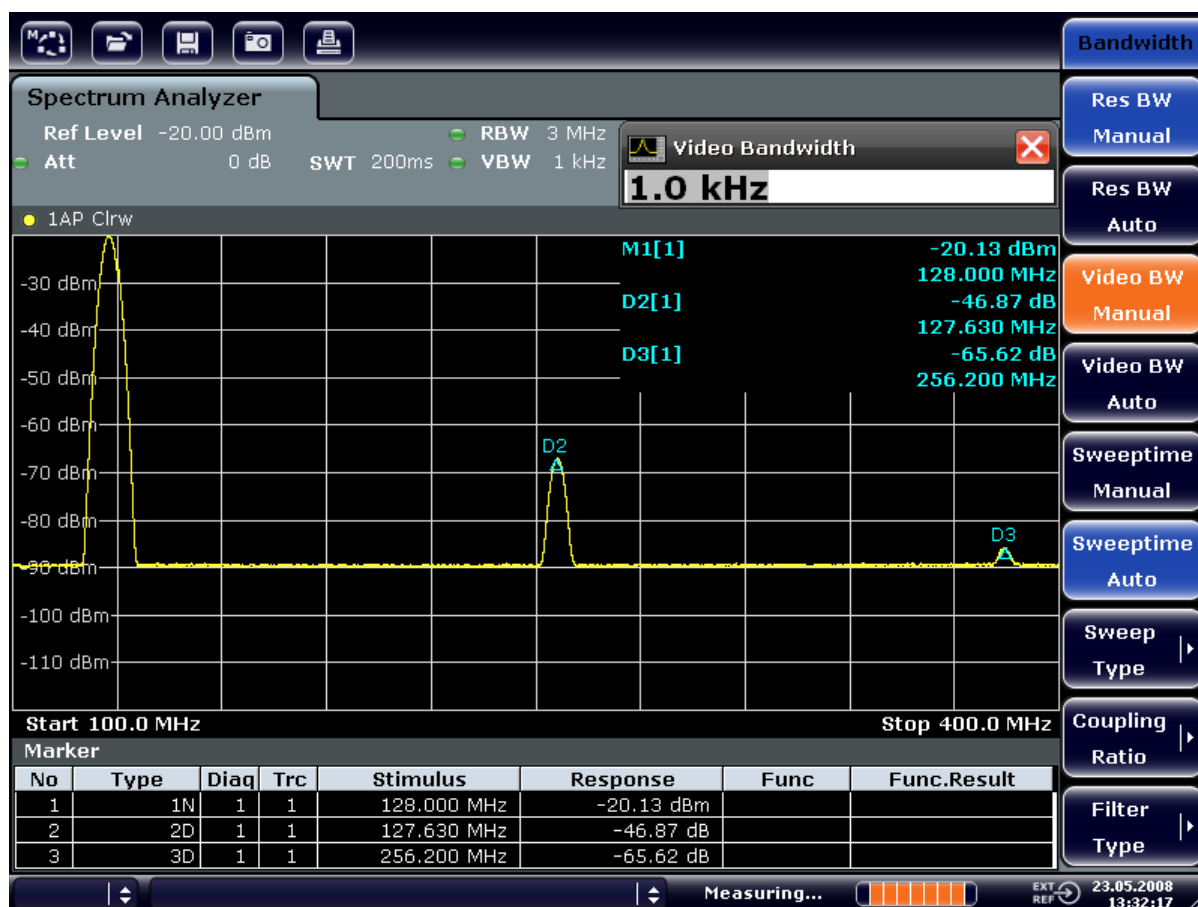 Bandwidth
Spectrum Analyzer
Ref Level -20.00 dBm RBW 3 MHz
Att 0 dB SWT 200ms VBW 1 kHz
Video Bandwidth
1.0 kHz
1AP Clrw
M1[1] -20.13 dBm
128.000 MHz
D2[1] -46.87 dB
127.630 MHz
D3[1] -65.62 dB
256.200 MHz
-30 dBm
-40 dBm
-50 dBm
-60 dBm
-70 dBm
-80 dBm
-90 dBm
-100 dBm
-110 dBm
D2
D3
Start 100.0 MHz Stop 400.0 MHz
Marker
No Type Diaq Trc Stimulus Response Func Func.Result
1 1N 1 1 128.000 MHz -20.13 dBm
2 2D 1 1 127.630 MHz -46.87 dB
3 3D 1 1 256.200 MHz -65.62 dB
Measuring...
EXT
REF
23.05.2008
13:32:17
Res BW
Manual
Res BW
Auto
Video BW
Manual
Video BW
Auto
Sweeptime
Manual
Sweeptime
Auto
Sweep
Type
Coupling
Ratio
Filter
Type
M